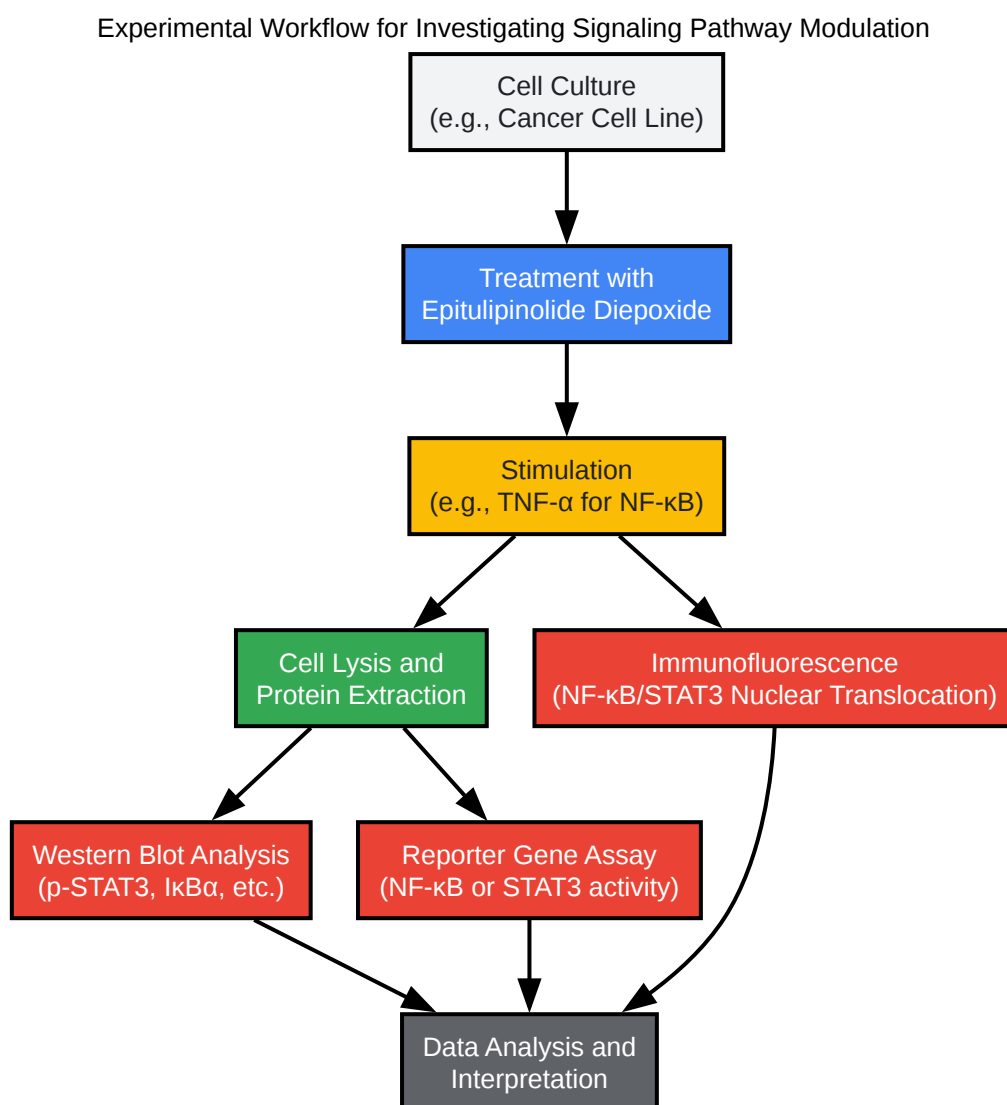 Experimental Workflow for Investigating Signaling Pathway Modulation
Cell Culture
(e.g., Cancer Cell Line)
Treatment with
Epitulipinolide Diepoxide
Stimulation
(e.g., TNF-α for NF-κB)
Cell Lysis and
Protein Extraction
Immunofluorescence
(NF-κB/STAT3 Nuclear Translocation)
Western Blot Analysis
(p-STAT3, IκBα, etc.)
Reporter Gene Assay
(NF-κB or STAT3 activity)
Data Analysis and
Interpretation